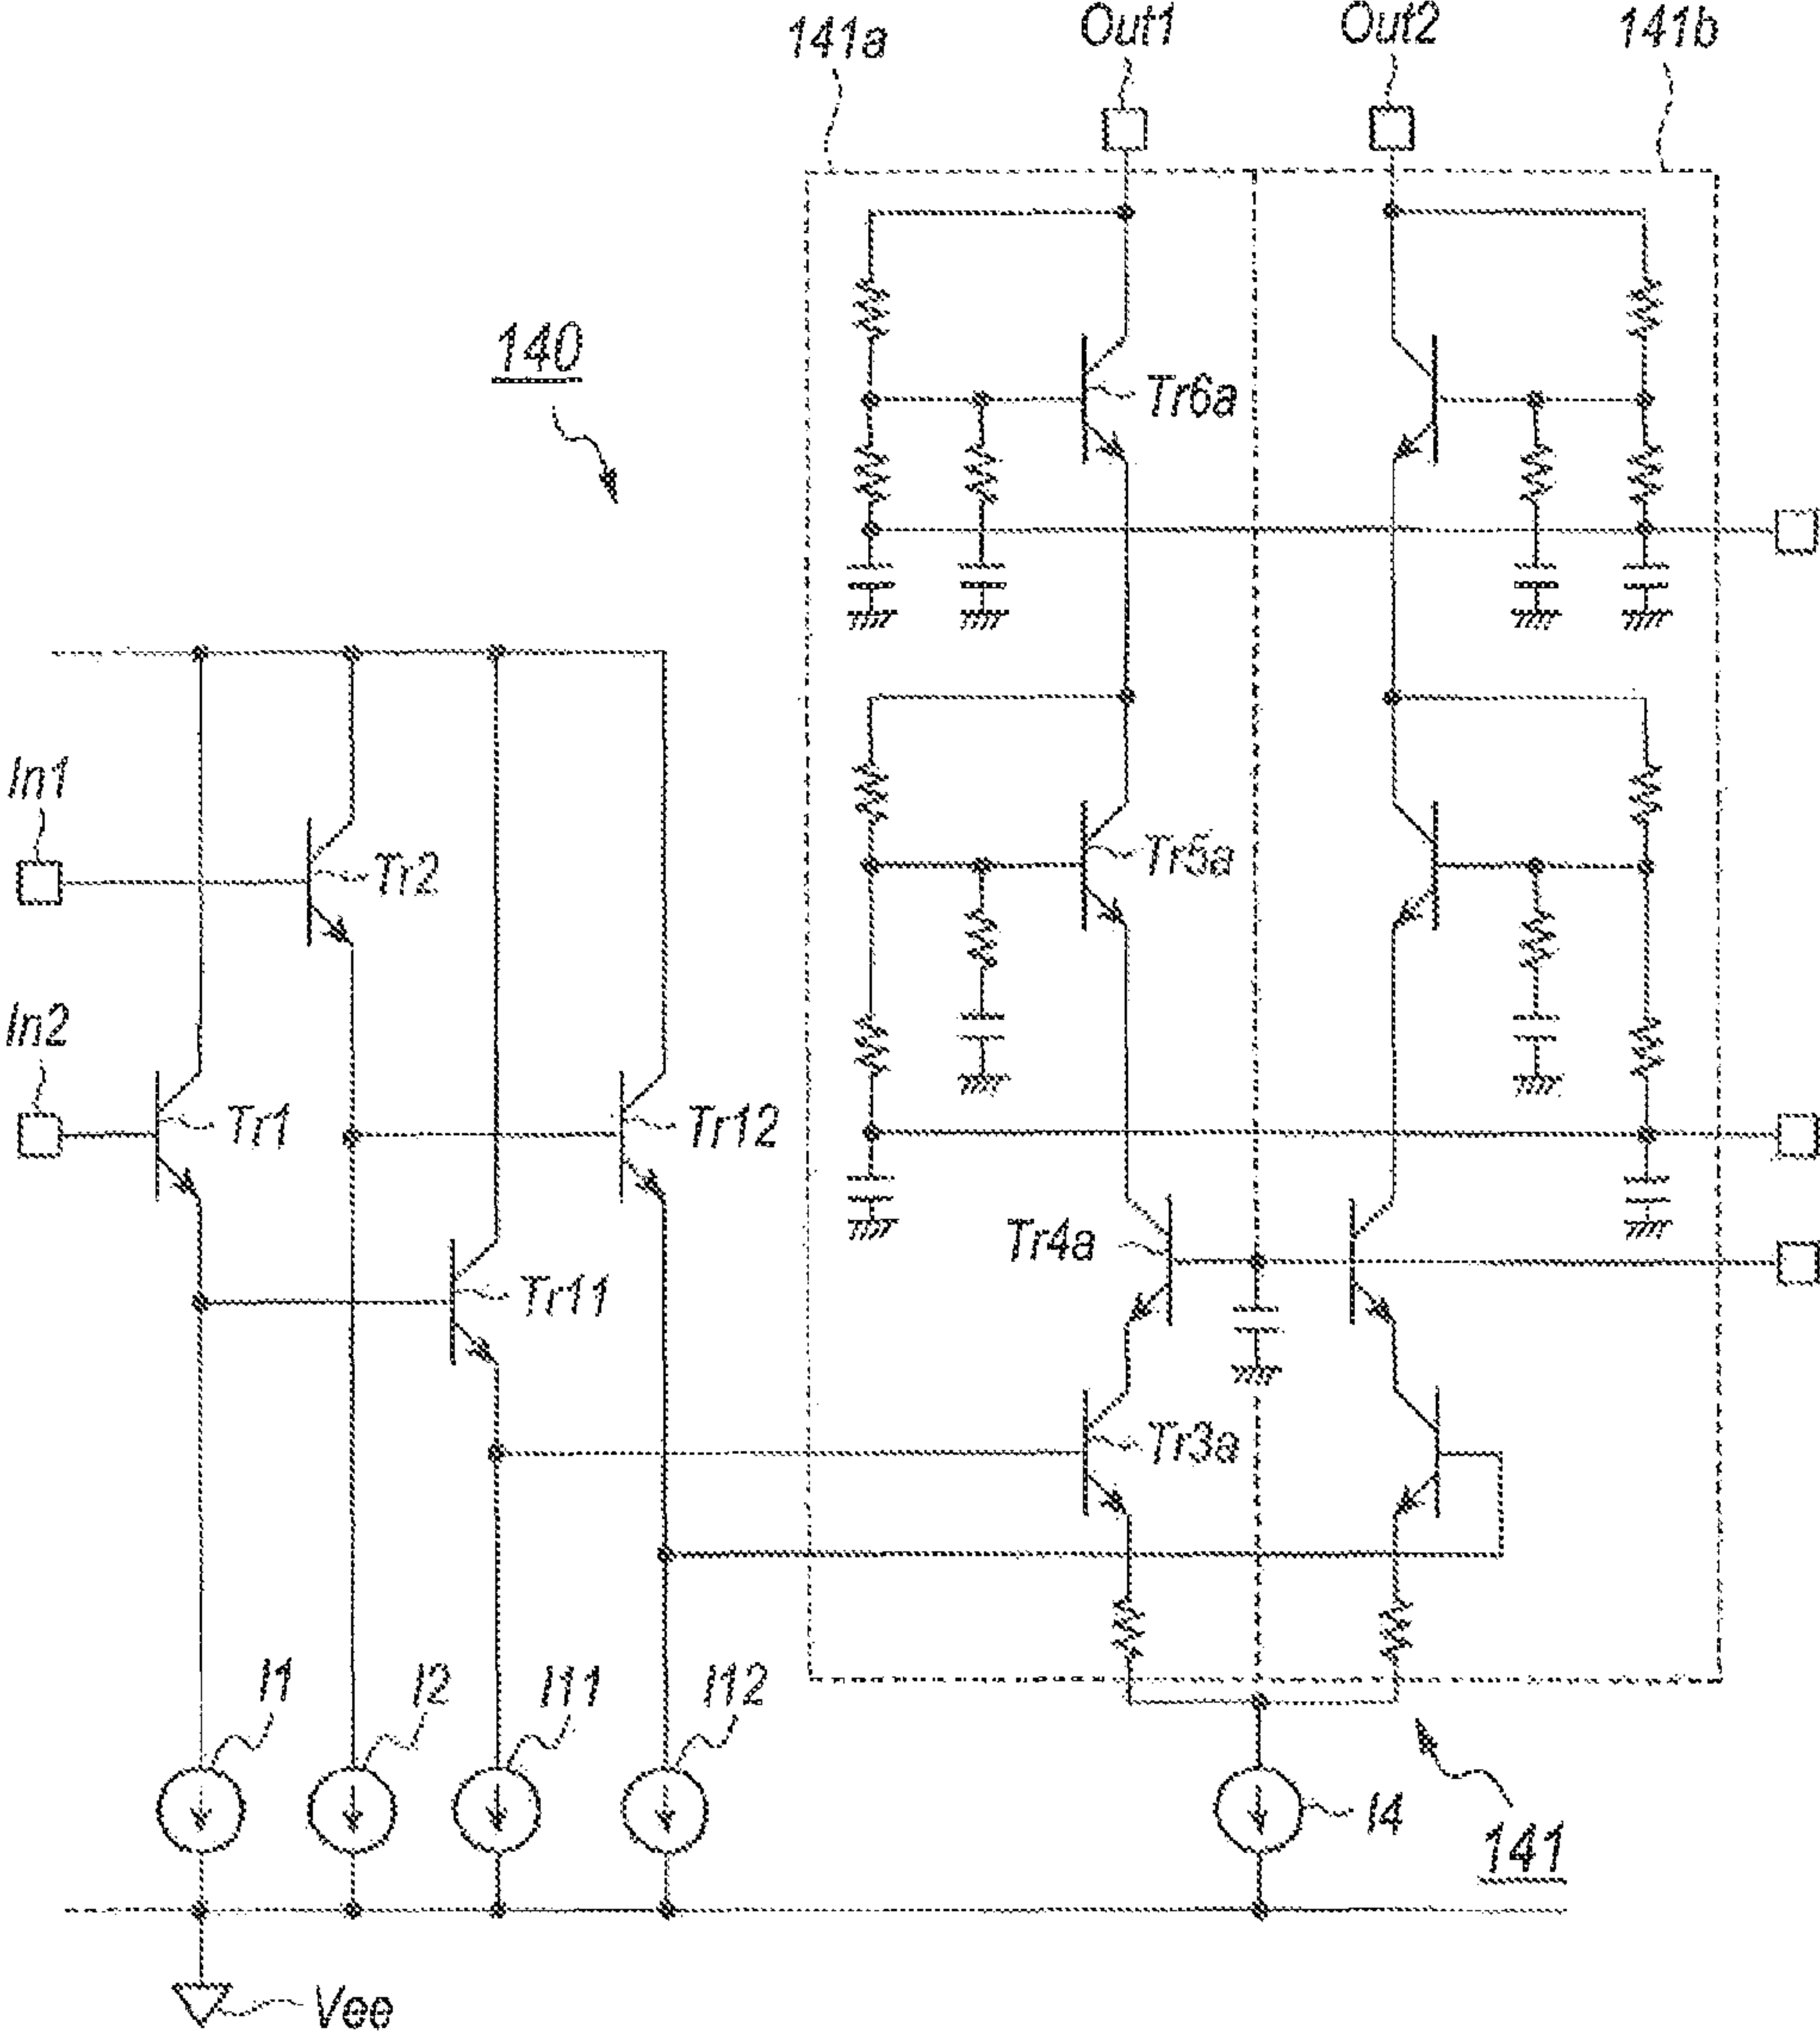 141a
Out1
Out2
141b
140
Tr6a
In1
Tr2
Tr5a
In2
Tr1
Tr12
Tr4a
Tr11
Tr3a
I1
I2
I11
I12
I4
141
Vee